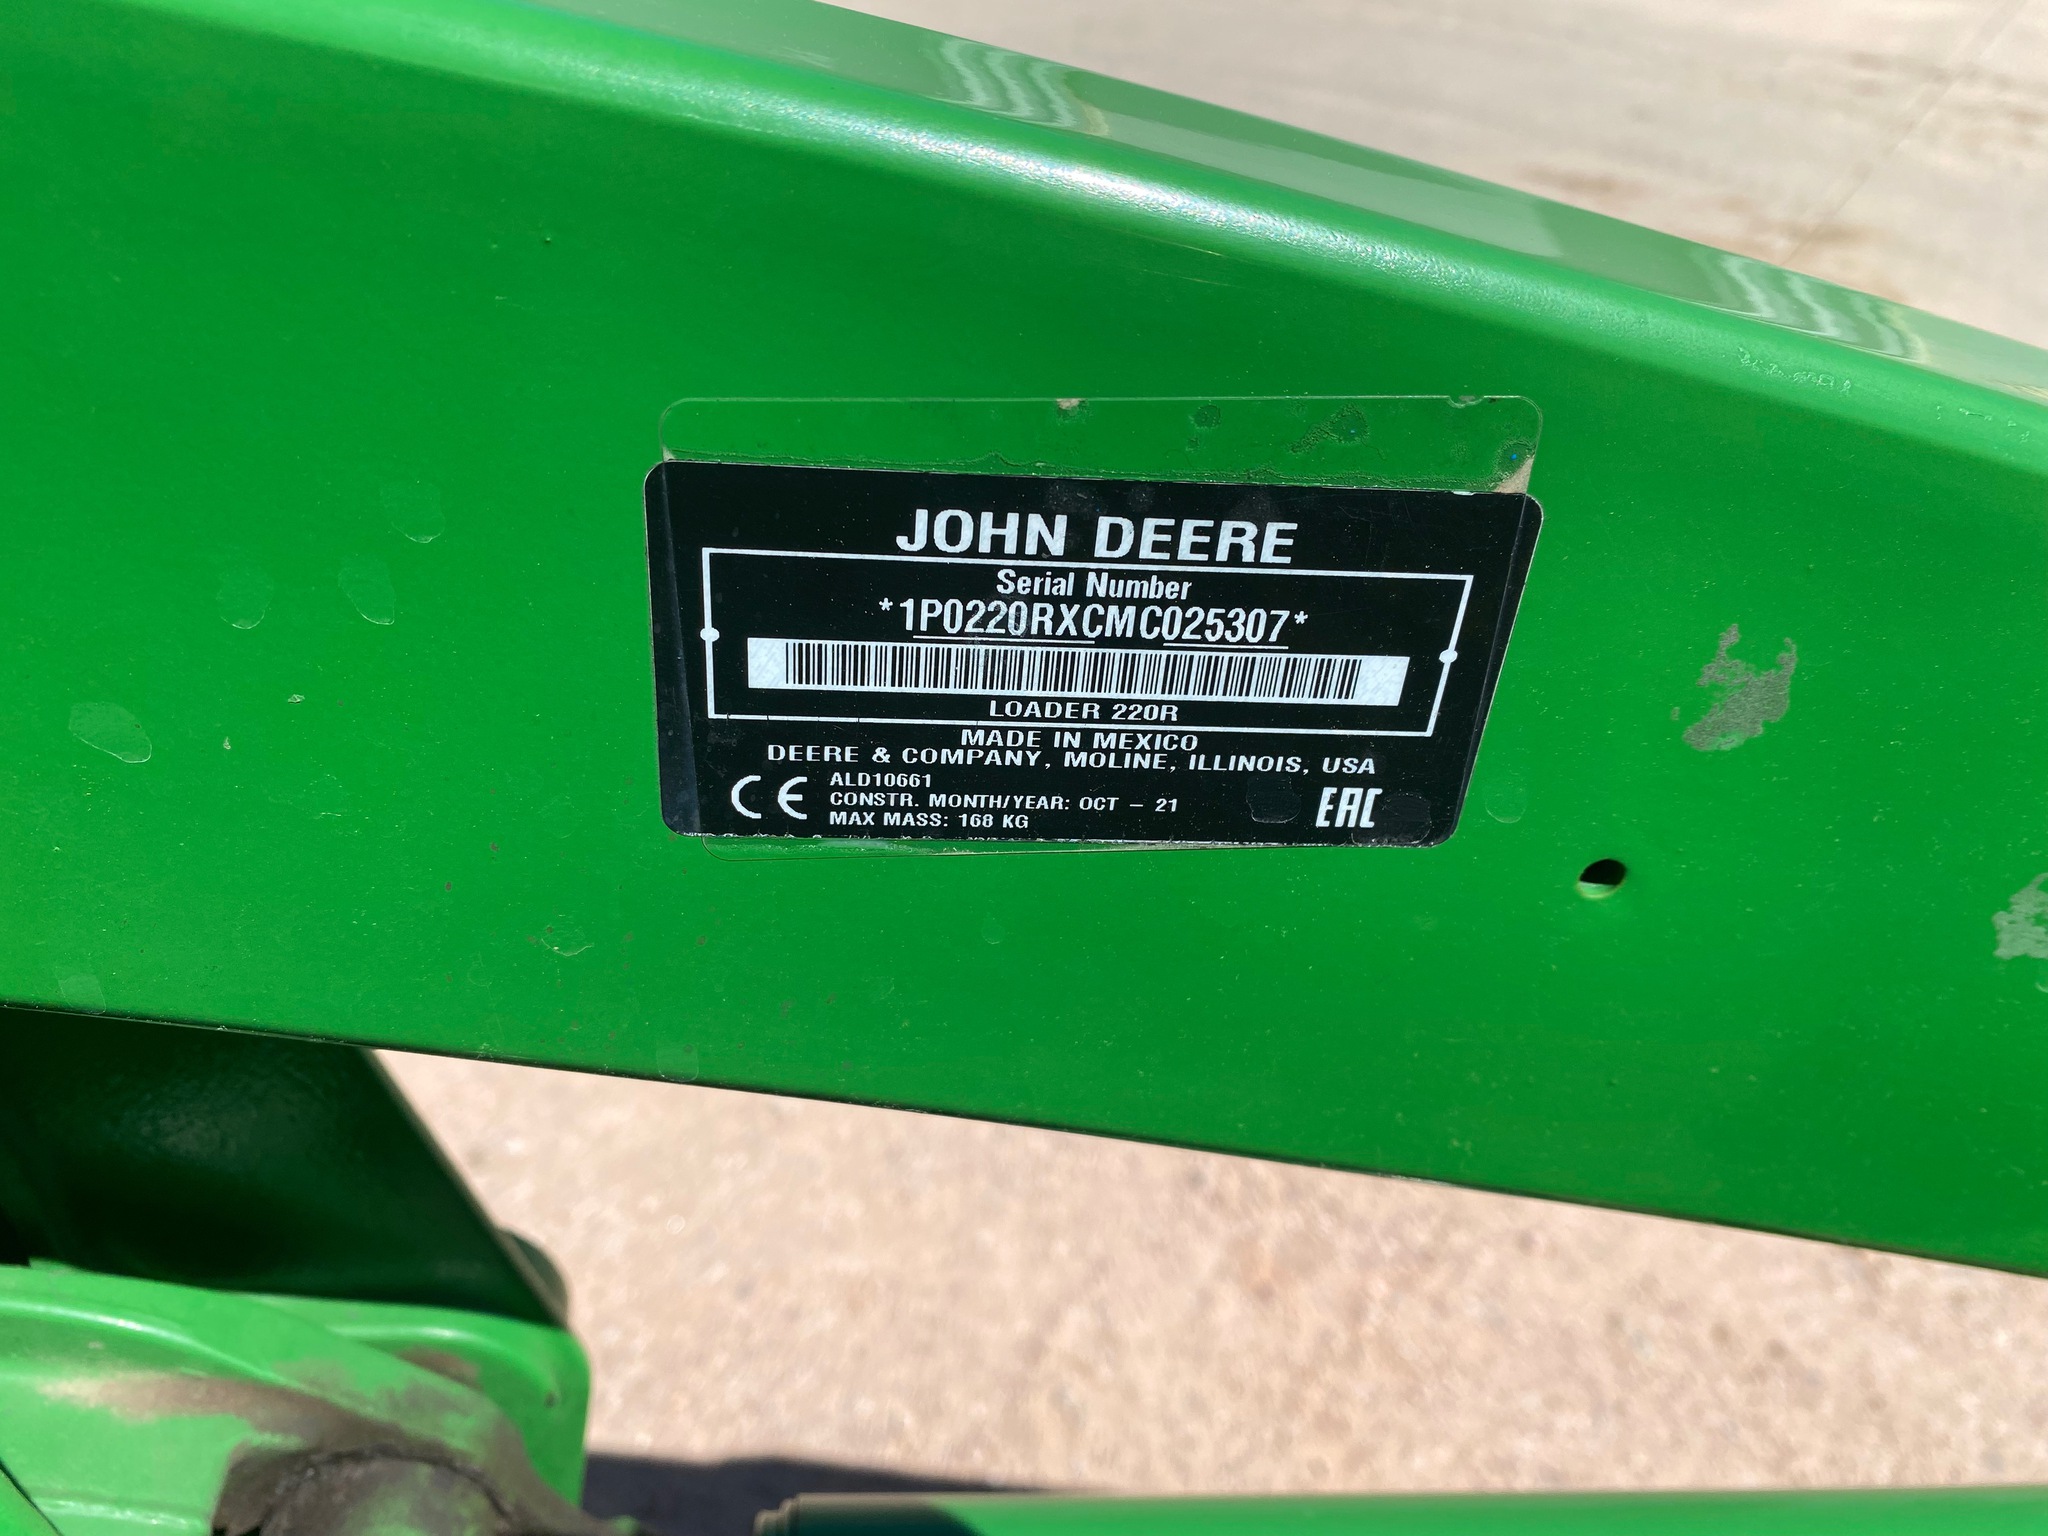 JOHN DEERE
Serial Number
*1P0220RXCMC025307*
LOADER 220R
MADE IN MEXICO
DEERE & COMPANY, MOLINE, ILLINOIS, USA
CE
ALD10661
CONSTR. MONTH/YEAR: OCT – 21
MAX MASS: 168 KG
EAC